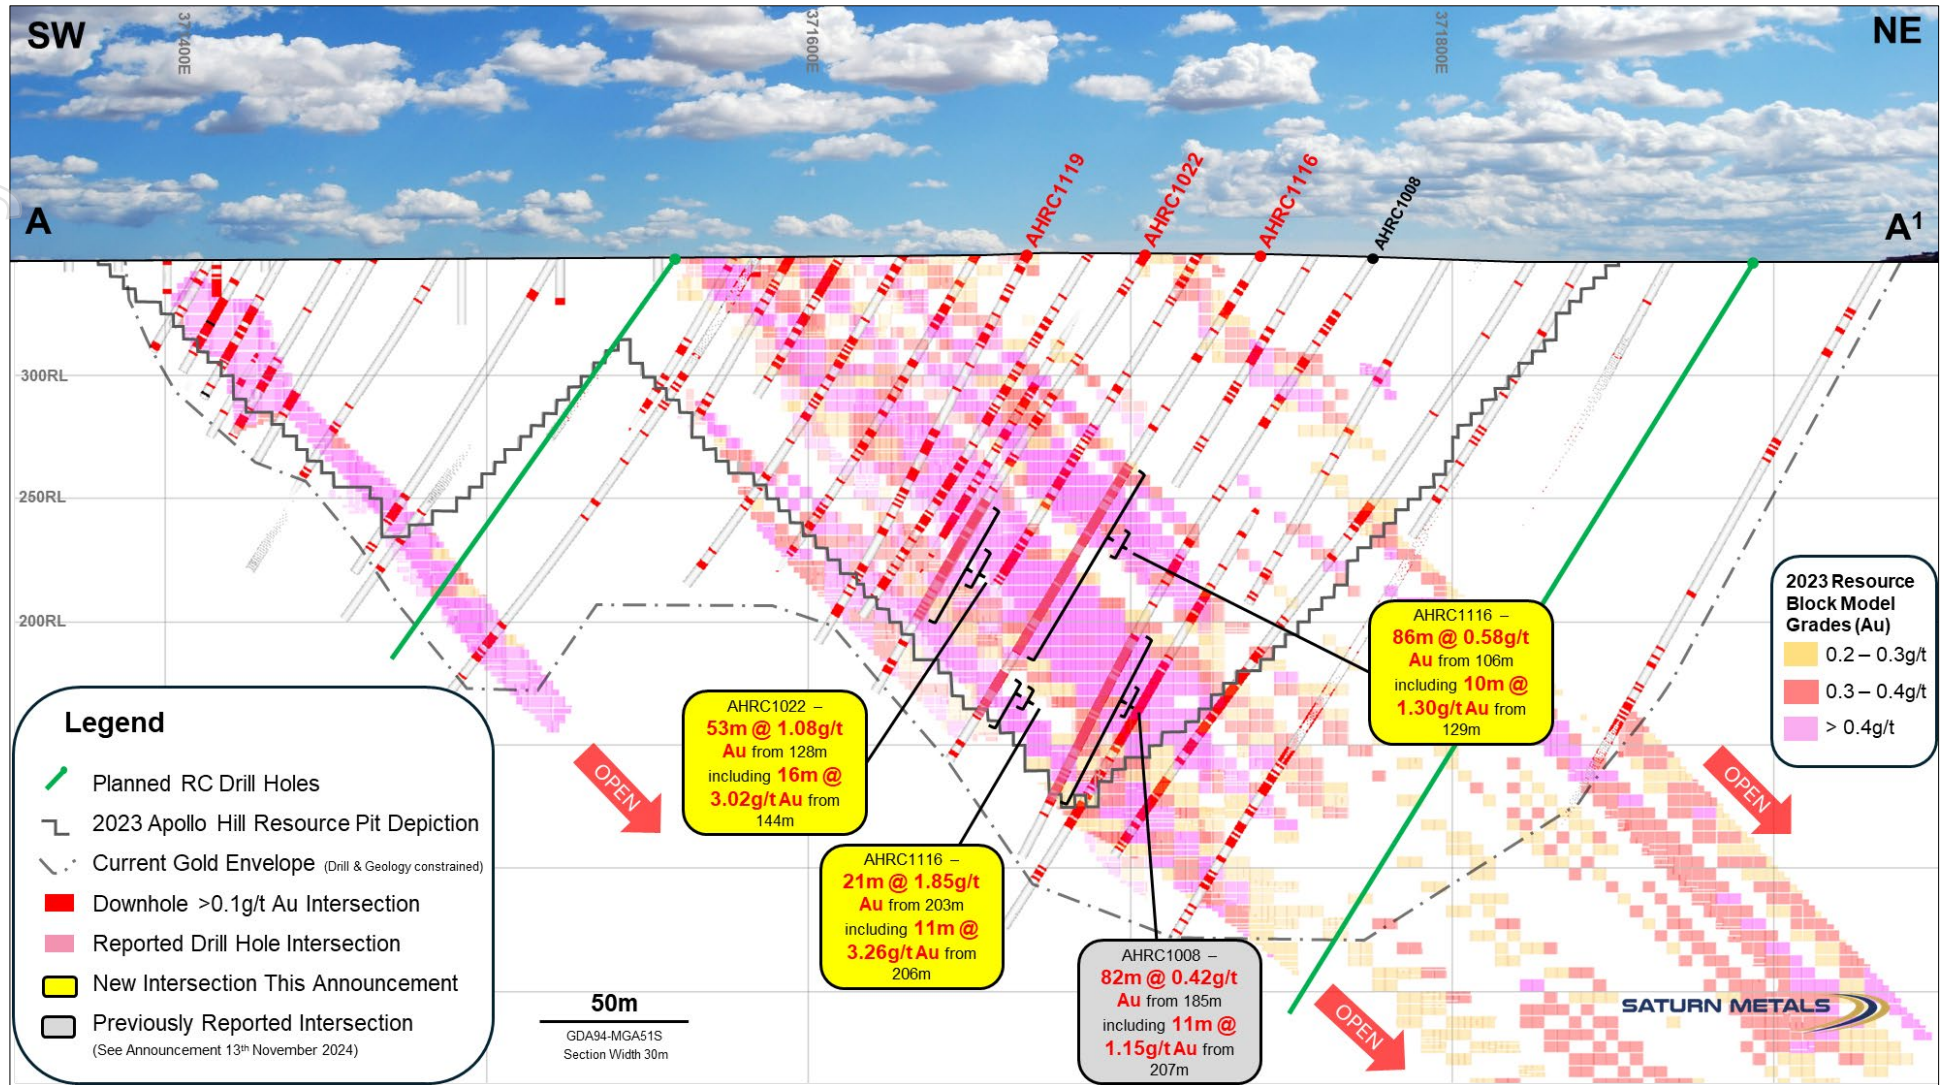 SW
NE
371400E
371600E
371800E
AHRC1119
AHRC1022
AHRC1116
AHRC1008
A
A1
300RL
250RL
200RL
2023 Resource
Block Model
Grades (Au)
0.2 – 0.3g/t
0.3 – 0.4g/t
> 0.4g/t
AHRC1116 –
86m @ 0.58g/t
Au from 106m
including 10m @
1.30g/t Au from
129m
AHRC1022 –
53m @ 1.08g/t
Au from 128m
including 16m @
3.02g/t Au from
144m
AHRC1116 –
21m @ 1.85g/t
Au from 203m
including 11m @
3.26g/t Au from
206m
AHRC1008 –
82m @ 0.42g/t
Au from 185m
including 11m @
1.15g/t Au from
207m
OPEN
OPEN
OPEN
Legend
Planned RC Drill Holes
2023 Apollo Hill Resource Pit Depiction
Current Gold Envelope (Drill & Geology constrained)
Downhole >0.1g/t Au Intersection
Reported Drill Hole Intersection
New Intersection This Announcement
Previously Reported Intersection
(See Announcement 13th November 2024)
50m
GDA94-MGA51S
Section Width 30m
SATURN METALS